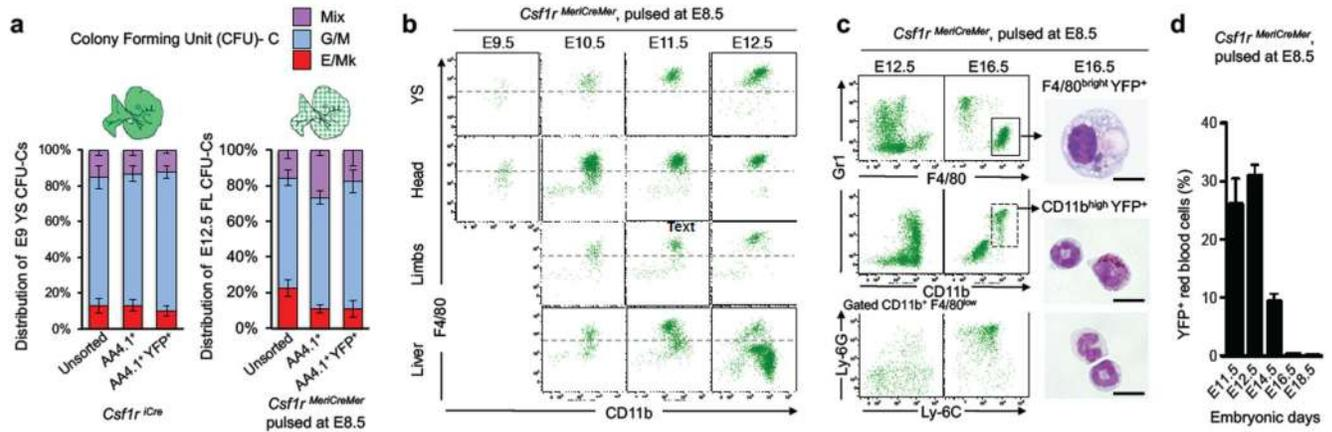 a
Colony Forming Unit (CFU)- C
Mix
G/M
E/Mk
Distribution of E9 YS CFU-Cs
100%
80%
60%
40%
20%
0%
Unsorted
AA4.1+
AA4.1+ YFP+
Csf1r iCre
Distribution of E12.5 FL CFU-Cs
100%
80%
60%
40%
20%
0%
Unsorted
AA4.1+
AA4.1+ YFP+
Csf1r MeriCreMer
pulsed at E8.5
b
Csf1r MeriCreMer, pulsed at E8.5
E9.5 E10.5 E11.5 E12.5
YS
Head
Text
Limbs
Liver
F4/80
CD11b
c
Csf1r MeriCreMer, pulsed at E8.5
E12.5 E16.5 E16.5
F4/80bright YFP+
Gr1
F4/80
CD11bhigh YFP+
CD11b
Gated CD11b+ F4/80low
Ly-6G
Ly-6C
d
Csf1r MeriCreMer,
pulsed at E8.5
YFP+ red blood cells (%)
40
30
20
10
0
E11.5
E12.5
E14.5
E16.5
E18.5
Embryonic days